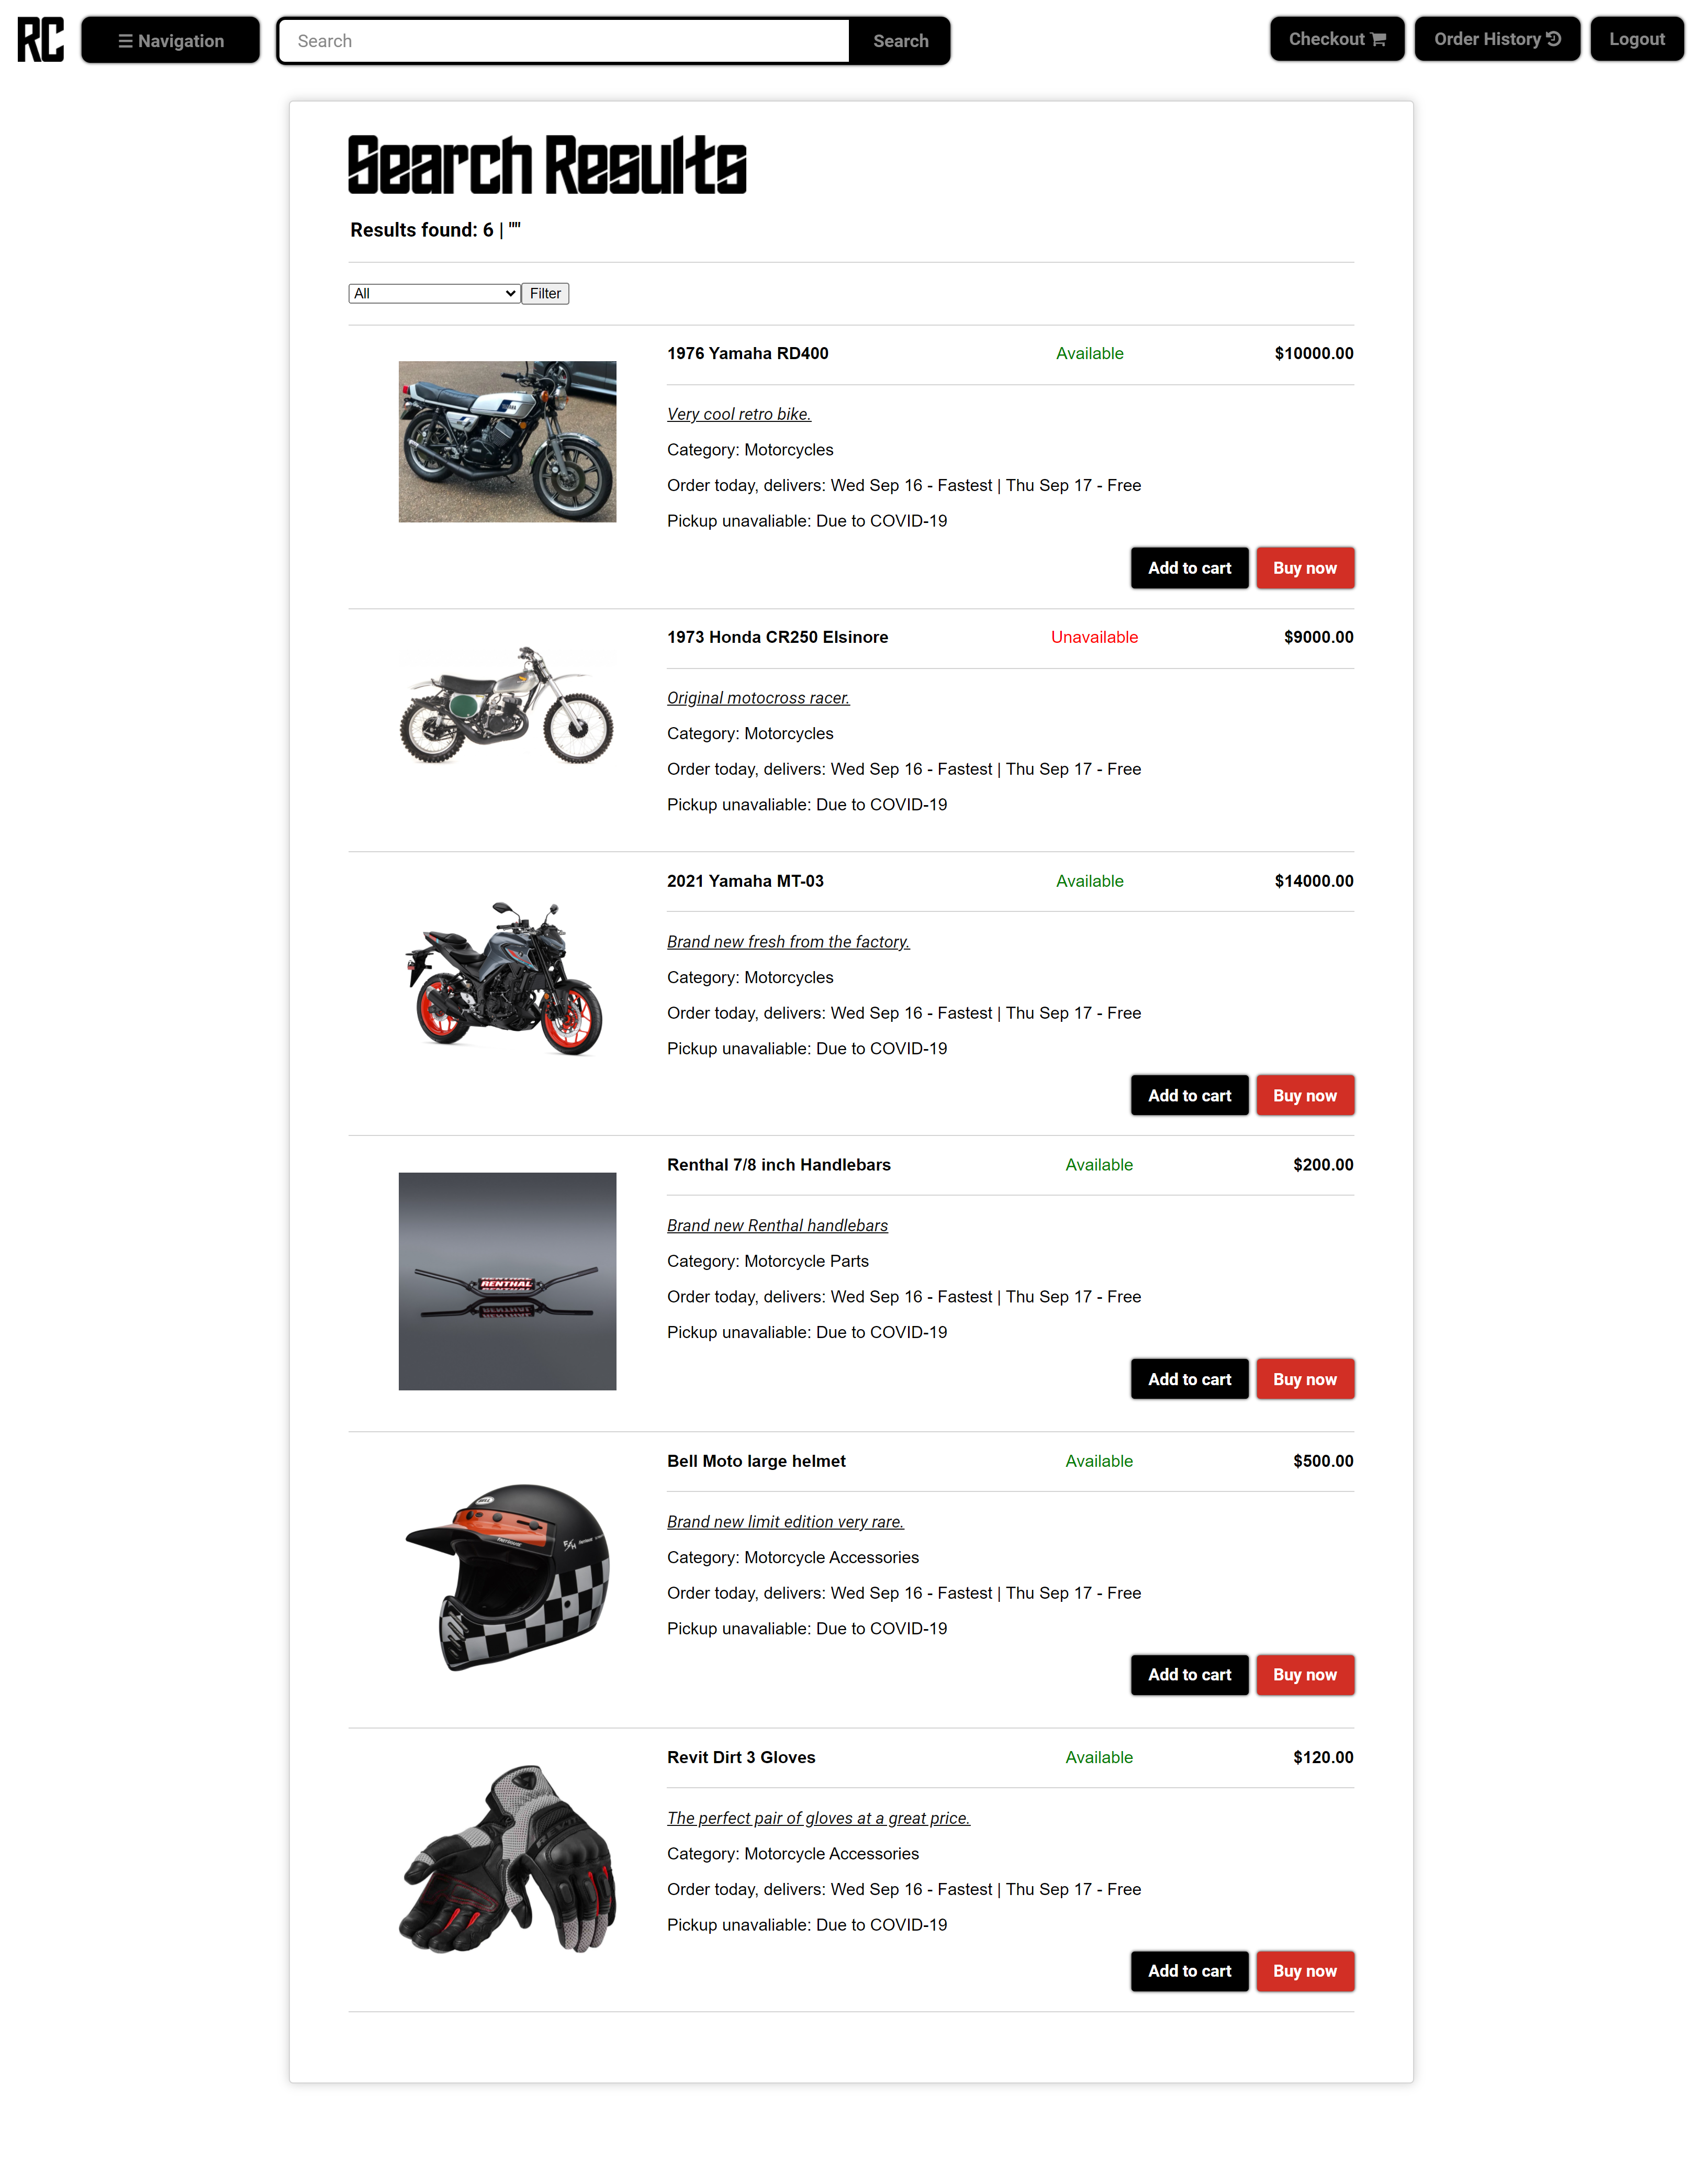 RC
☰ Navigation
Search
Search
Checkout
Order History
Logout
Search Results
Results found: 6 | ""
All
Filter
1976 Yamaha RD400 Available $10000.00
Very cool retro bike.
Category: Motorcycles
Order today, delivers: Wed Sep 16 - Fastest | Thu Sep 17 - Free
Pickup unavaliable: Due to COVID-19
Add to cart
Buy now
1973 Honda CR250 Elsinore Unavailable $9000.00
Original motocross racer.
Category: Motorcycles
Order today, delivers: Wed Sep 16 - Fastest | Thu Sep 17 - Free
Pickup unavaliable: Due to COVID-19
2021 Yamaha MT-03 Available $14000.00
Brand new fresh from the factory.
Category: Motorcycles
Order today, delivers: Wed Sep 16 - Fastest | Thu Sep 17 - Free
Pickup unavaliable: Due to COVID-19
Add to cart
Buy now
RENTHAL
Renthal 7/8 inch Handlebars Available $200.00
Brand new Renthal handlebars
Category: Motorcycle Parts
Order today, delivers: Wed Sep 16 - Fastest | Thu Sep 17 - Free
Pickup unavaliable: Due to COVID-19
Add to cart
Buy now
BELL
Bell Moto large helmet Available $500.00
Brand new limit edition very rare.
Category: Motorcycle Accessories
Order today, delivers: Wed Sep 16 - Fastest | Thu Sep 17 - Free
Pickup unavaliable: Due to COVID-19
Add to cart
Buy now
Revit Dirt 3 Gloves Available $120.00
The perfect pair of gloves at a great price.
Category: Motorcycle Accessories
Order today, delivers: Wed Sep 16 - Fastest | Thu Sep 17 - Free
Pickup unavaliable: Due to COVID-19
Add to cart
Buy now